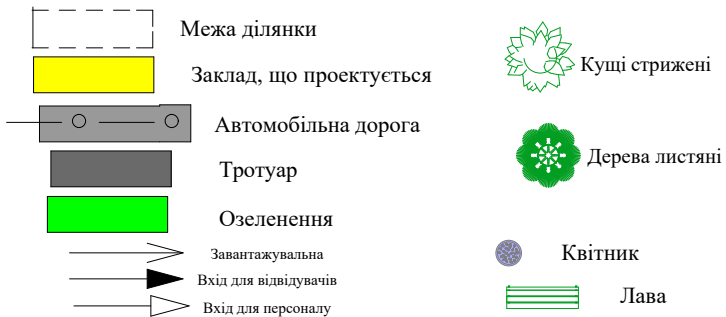 Межа ділянки
Заклад, що проектується
Автомобільна дорога
Тротуар
Озеленення
Завантажувальна
Вхід для відвідувачів
Вхід для персоналу
Кущі стрижені
Дерева листяні
Квітник
Лава